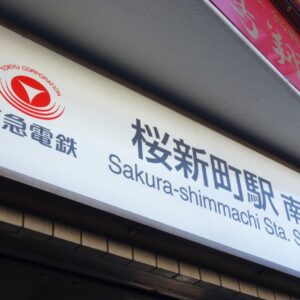 TOKYU CORPORATION
急電鉄
桜新町駅 南
Sakura-shimmachi Sta. S